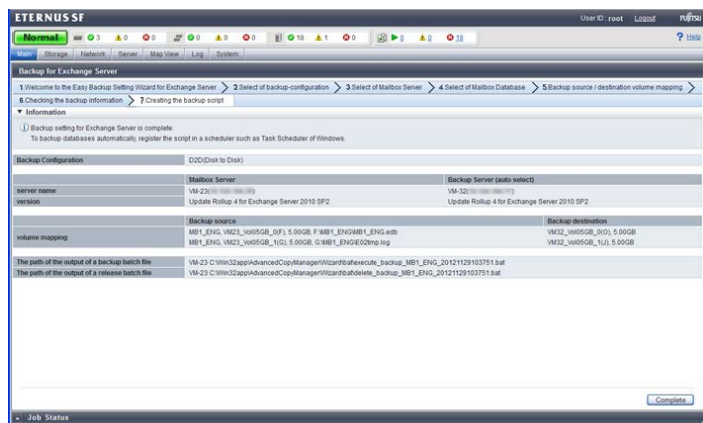 ETERNUS SF
User ID : root Logout FUJITSU
Normal 3 0 0 0 0 0 18 1 0 0 0 18 Help
Main Storage Network Server Map View Log System
Backup for Exchange Server
1.Welcome to the Easy Backup Setting Wizard for Exchange Server 2.Select of backup-configuration 3.Select of Mailbox Server 4.Select of Mailbox Database 5.Backup source / destination volume mapping
6.Checking the backup information 7.Creating the backup script
Information
Backup setting for Exchange Server is complete.
To backup databases automatically, register the script in a scheduler such as Task Scheduler of Windows.
Backup Configuration D2D(Disk to Disk)
Mailbox Server Backup Server (auto select)
server name VM-23( ) VM-32( )
version Update Rollup 4 for Exchange Server 2010 SP2 Update Rollup 4 for Exchange Server 2010 SP2
Backup source Backup destination
volume mapping
MB1_ENG, VM23_Vol05GB_0(F), 5.00GB, F:\MB1_ENG\MB1_ENG.edb VM32_Vol05GB_0(O), 5.00GB
MB1_ENG, VM23_Vol05GB_1(G), 5.00GB, G:\MB1_ENG\E02tmp.log VM32_Vol05GB_1(J), 5.00GB
The path of the output of a backup batch file VM-23 C:\Win32app\AdvancedCopyManager\Wizard\bat\execute_backup_MB1_ENG_20121129103751.bat
The path of the output of a release batch file VM-23 C:\Win32app\AdvancedCopyManager\Wizard\bat\delete_backup_MB1_ENG_20121129103751.bat
Complete
Job Status